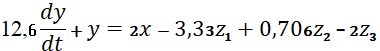 12,6 dy/dt + y = 2x − 3,33z₁ + 0,706z₂ − 2z₃